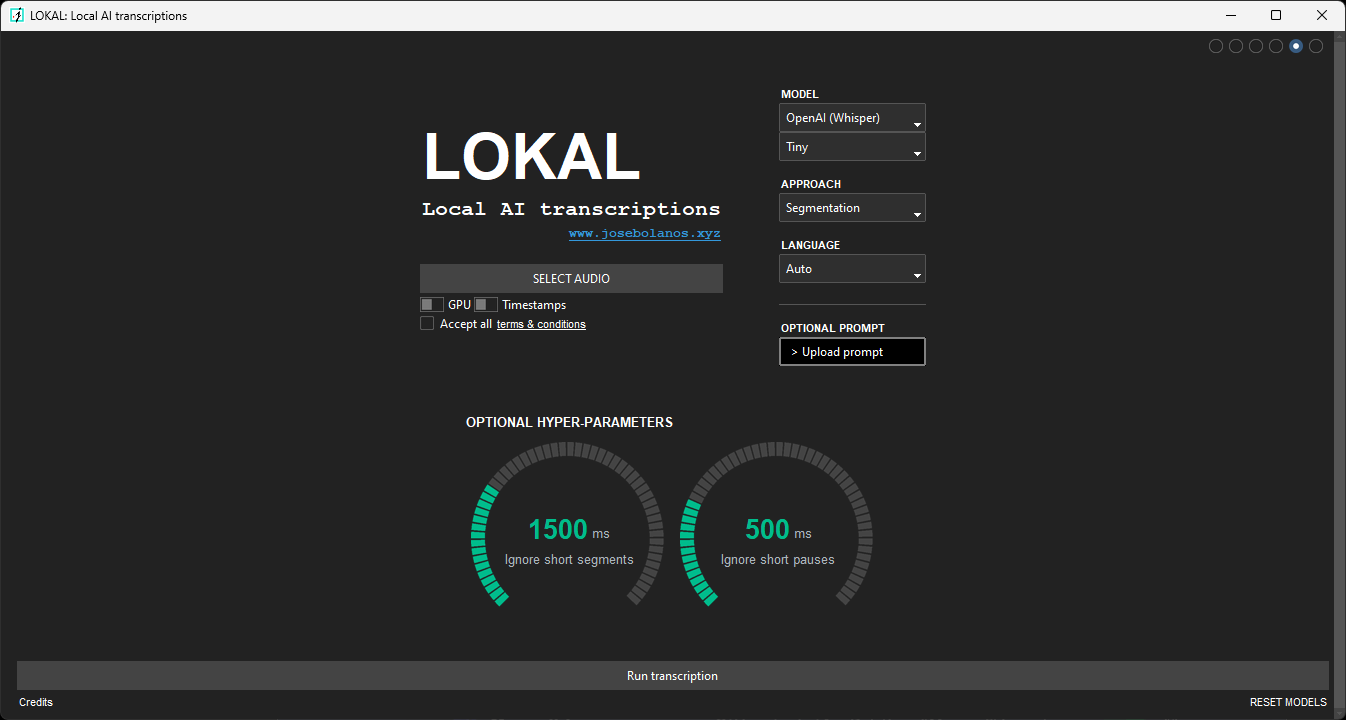 LOKAL: Local AI transcriptions
LOKAL
Local AI transcriptions
www.josebolanos.xyz
SELECT AUDIO
GPU Timestamps
Accept all terms & conditions
MODEL
OpenAI (Whisper)
Tiny
APPROACH
Segmentation
LANGUAGE
Auto
OPTIONAL PROMPT
> Upload prompt
OPTIONAL HYPER-PARAMETERS
1500 ms
Ignore short segments
500 ms
Ignore short pauses
Run transcription
Credits
RESET MODELS